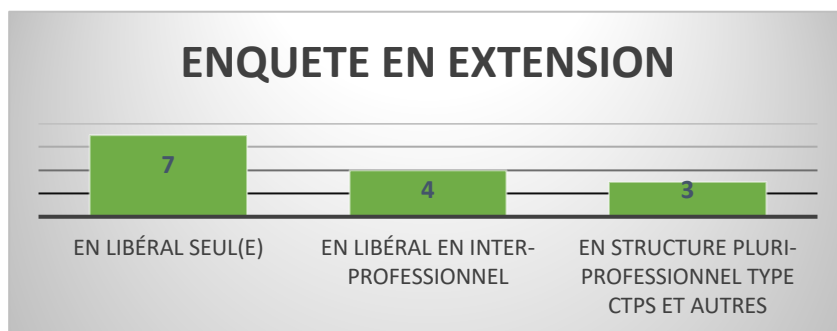 ENQUETE EN EXTENSION
7
4
3
EN LIBÉRAL SEUL(E)
EN LIBÉRAL EN INTER-
PROFESSIONNEL
EN STRUCTURE PLURI-
PROFESSIONNEL TYPE
CTPS ET AUTRES